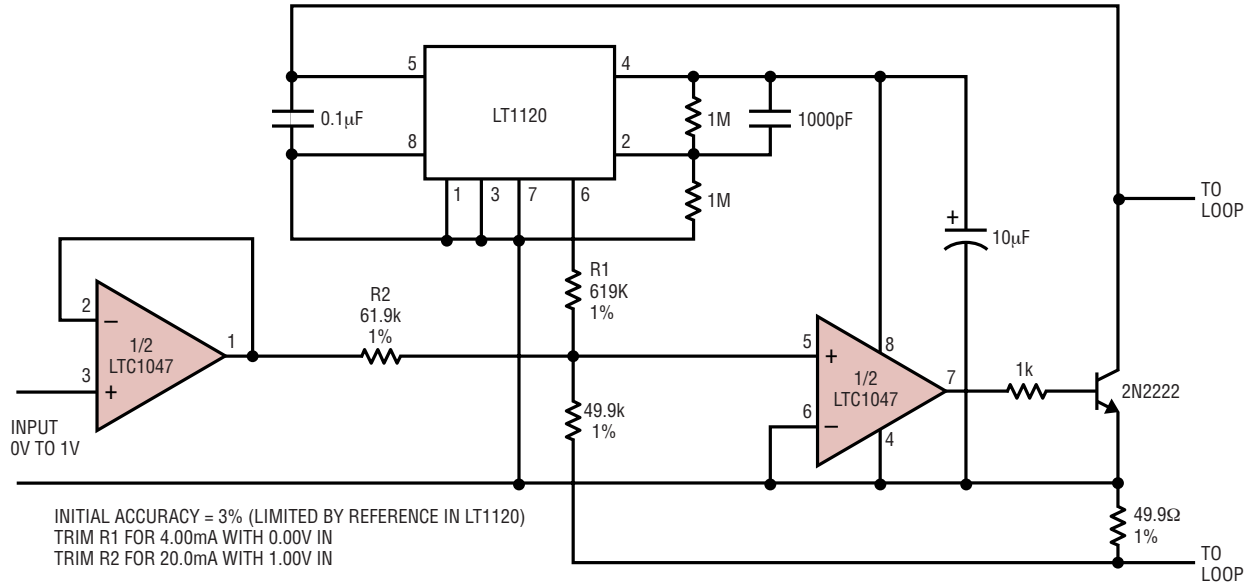 5
4
0.1µF
LT1120
1M
1000pF
8
2
1
3
7
6
1M
TO
LOOP
+
10µF
R1
619K
1%
R2
61.9k
1%
2
–
1/2
LTC1047
1
3
+
5
+
8
1/2
LTC1047
7
1k
2N2222
6
–
4
INPUT
0V TO 1V
49.9k
1%
INITIAL ACCURACY = 3% (LIMITED BY REFERENCE IN LT1120)
TRIM R1 FOR 4.00mA WITH 0.00V IN
TRIM R2 FOR 20.0mA WITH 1.00V IN
49.9Ω
1%
TO
LOOP